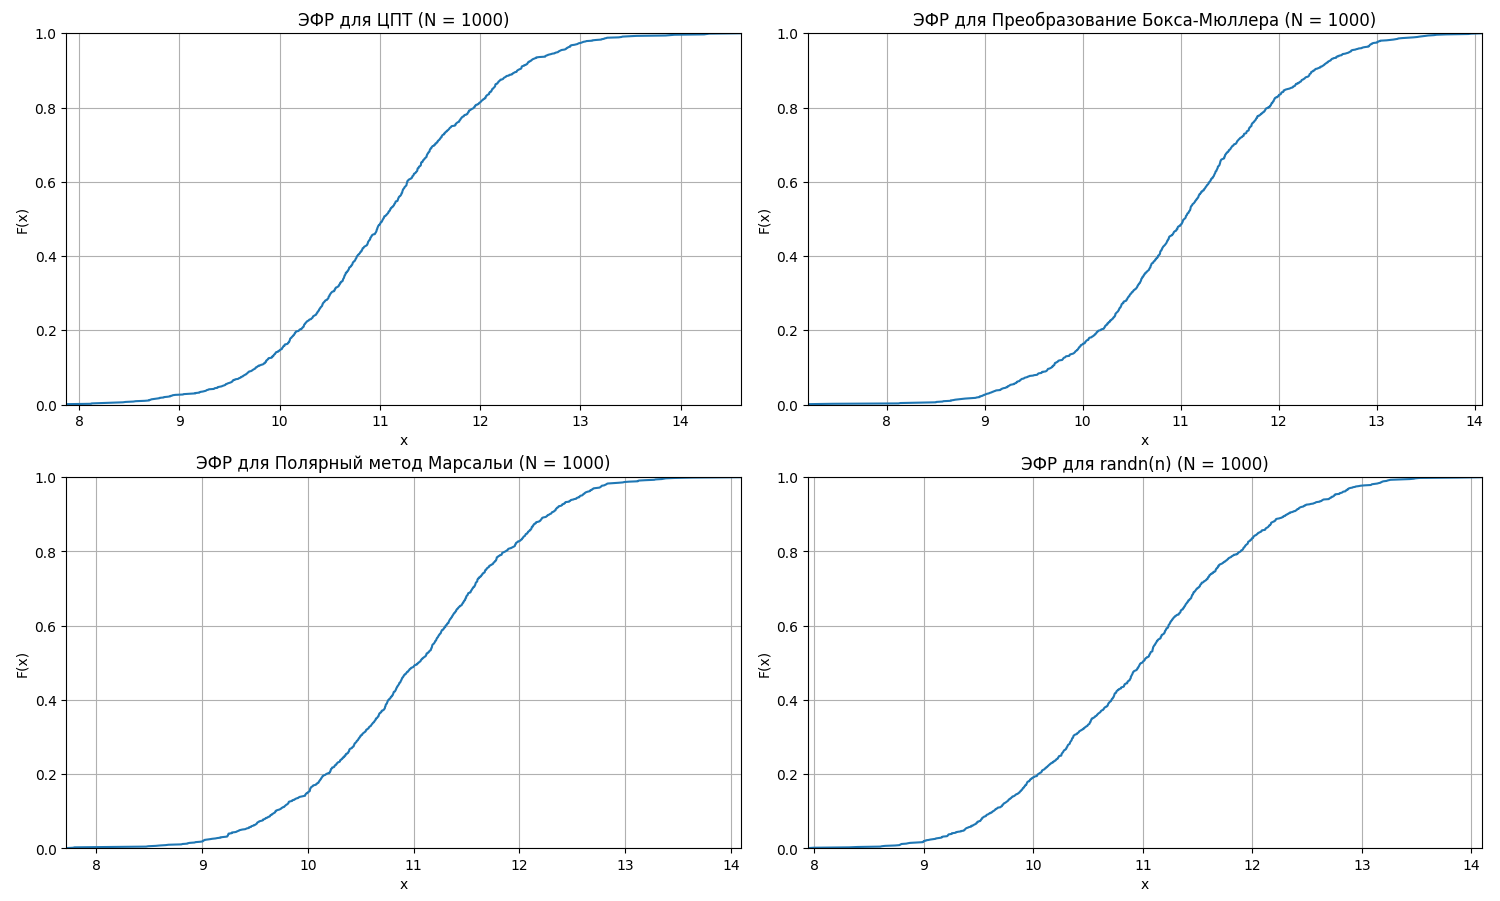 ЭФР для ЦПТ (N = 1000)
1.0
0.8
0.6
0.4
0.2
0.0
F(x)
8 9 10 11 12 13 14
x
ЭФР для Преобразование Бокса-Мюллера (N = 1000)
1.0
0.8
0.6
0.4
0.2
0.0
F(x)
8 9 10 11 12 13 14
x
ЭФР для Полярный метод Марсальи (N = 1000)
1.0
0.8
0.6
0.4
0.2
0.0
F(x)
8 9 10 11 12 13 14
x
ЭФР для randn(n) (N = 1000)
1.0
0.8
0.6
0.4
0.2
0.0
F(x)
8 9 10 11 12 13 14
x